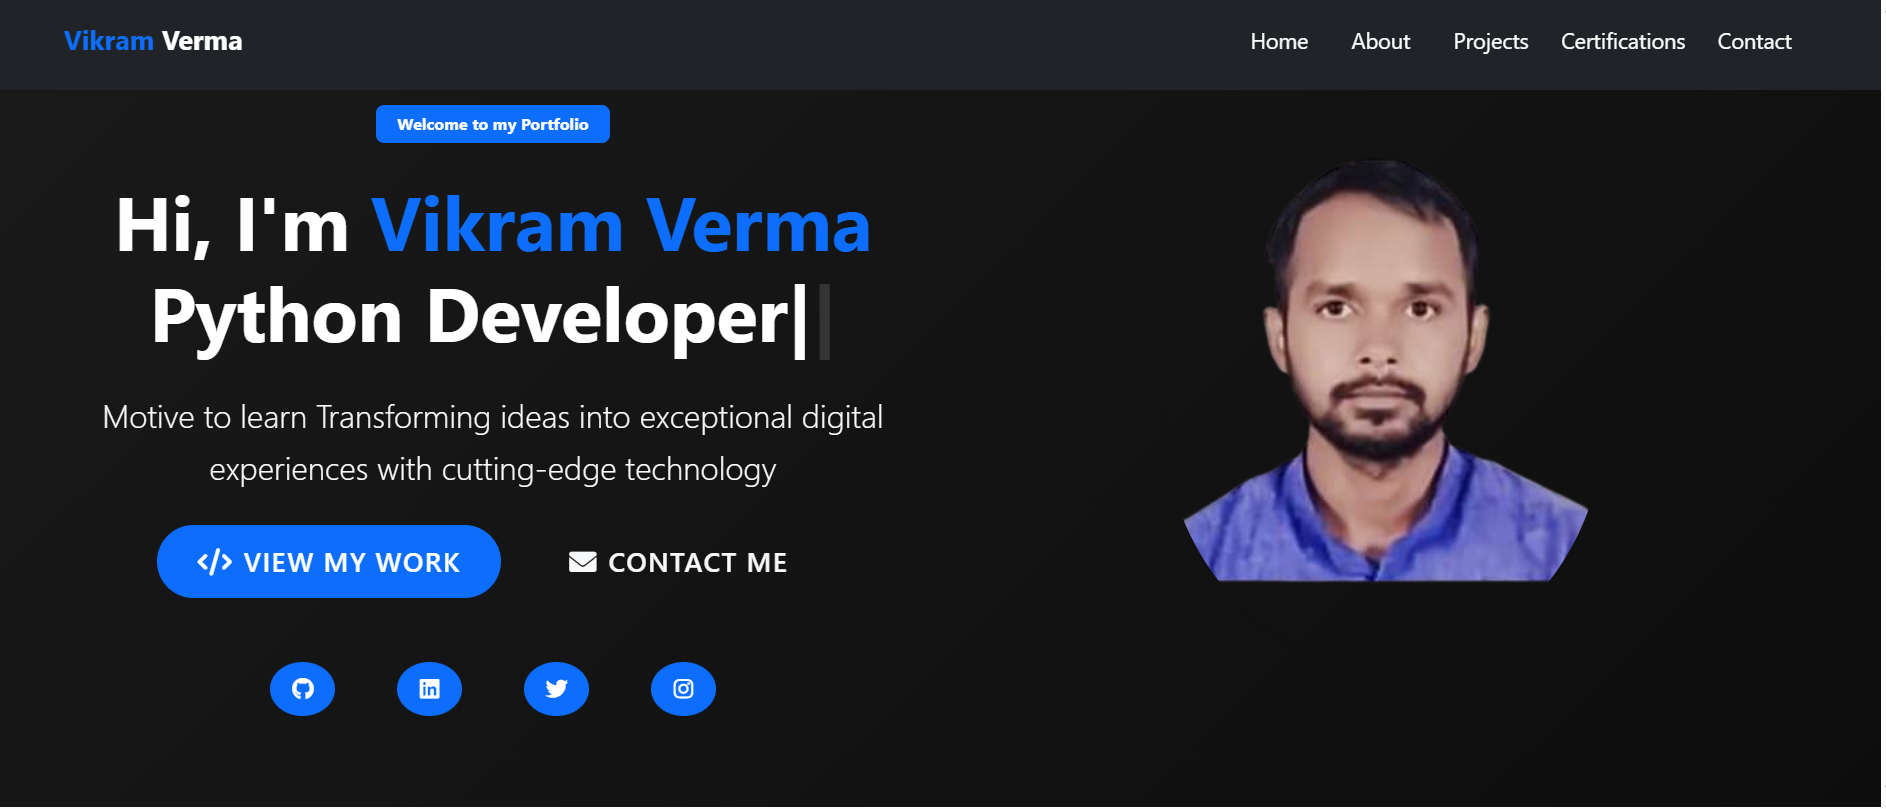 Vikram Verma
Home About Projects Certifications Contact
Welcome to my Portfolio
Hi, I'm Vikram Verma
Python Developer||
Motive to learn Transforming ideas into exceptional digital
experiences with cutting-edge technology
</> VIEW MY WORK
CONTACT ME
in